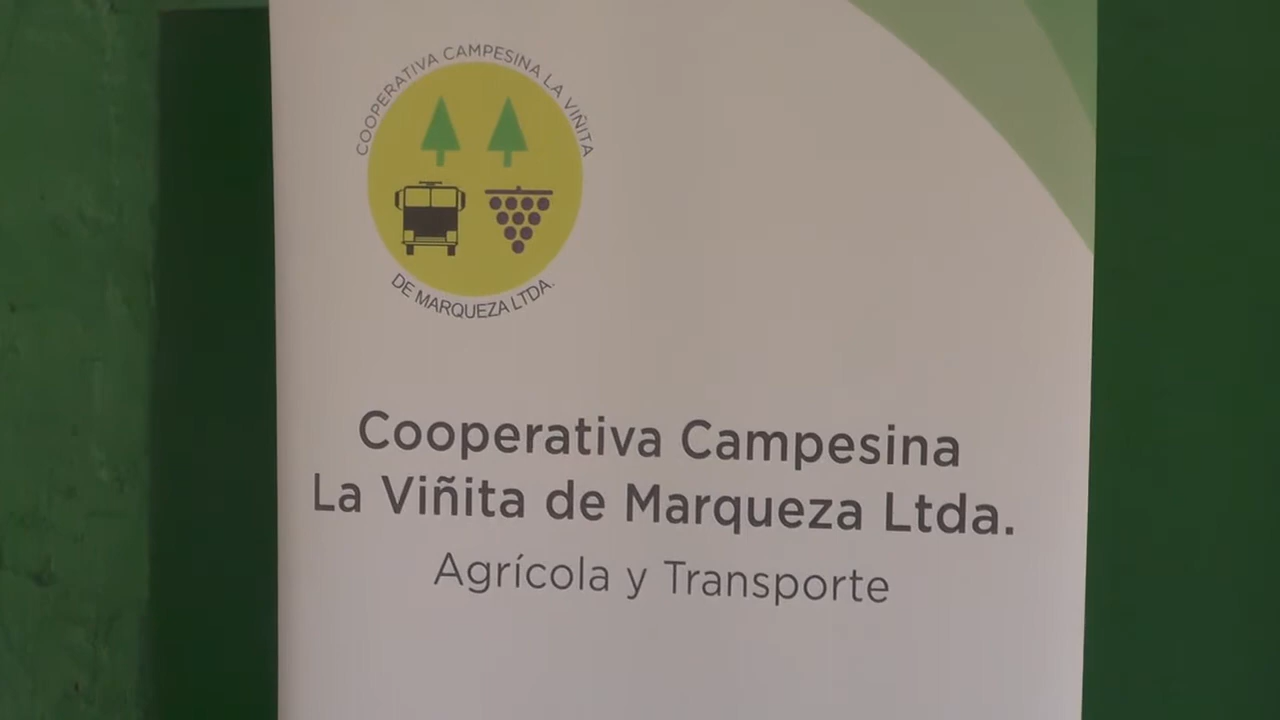 COOPERATIVA CAMPESINA LA VIÑITA
DE MARQUEZA LTDA.
Cooperativa Campesina
La Viñita de Marqueza Ltda.
Agrícola y Transporte